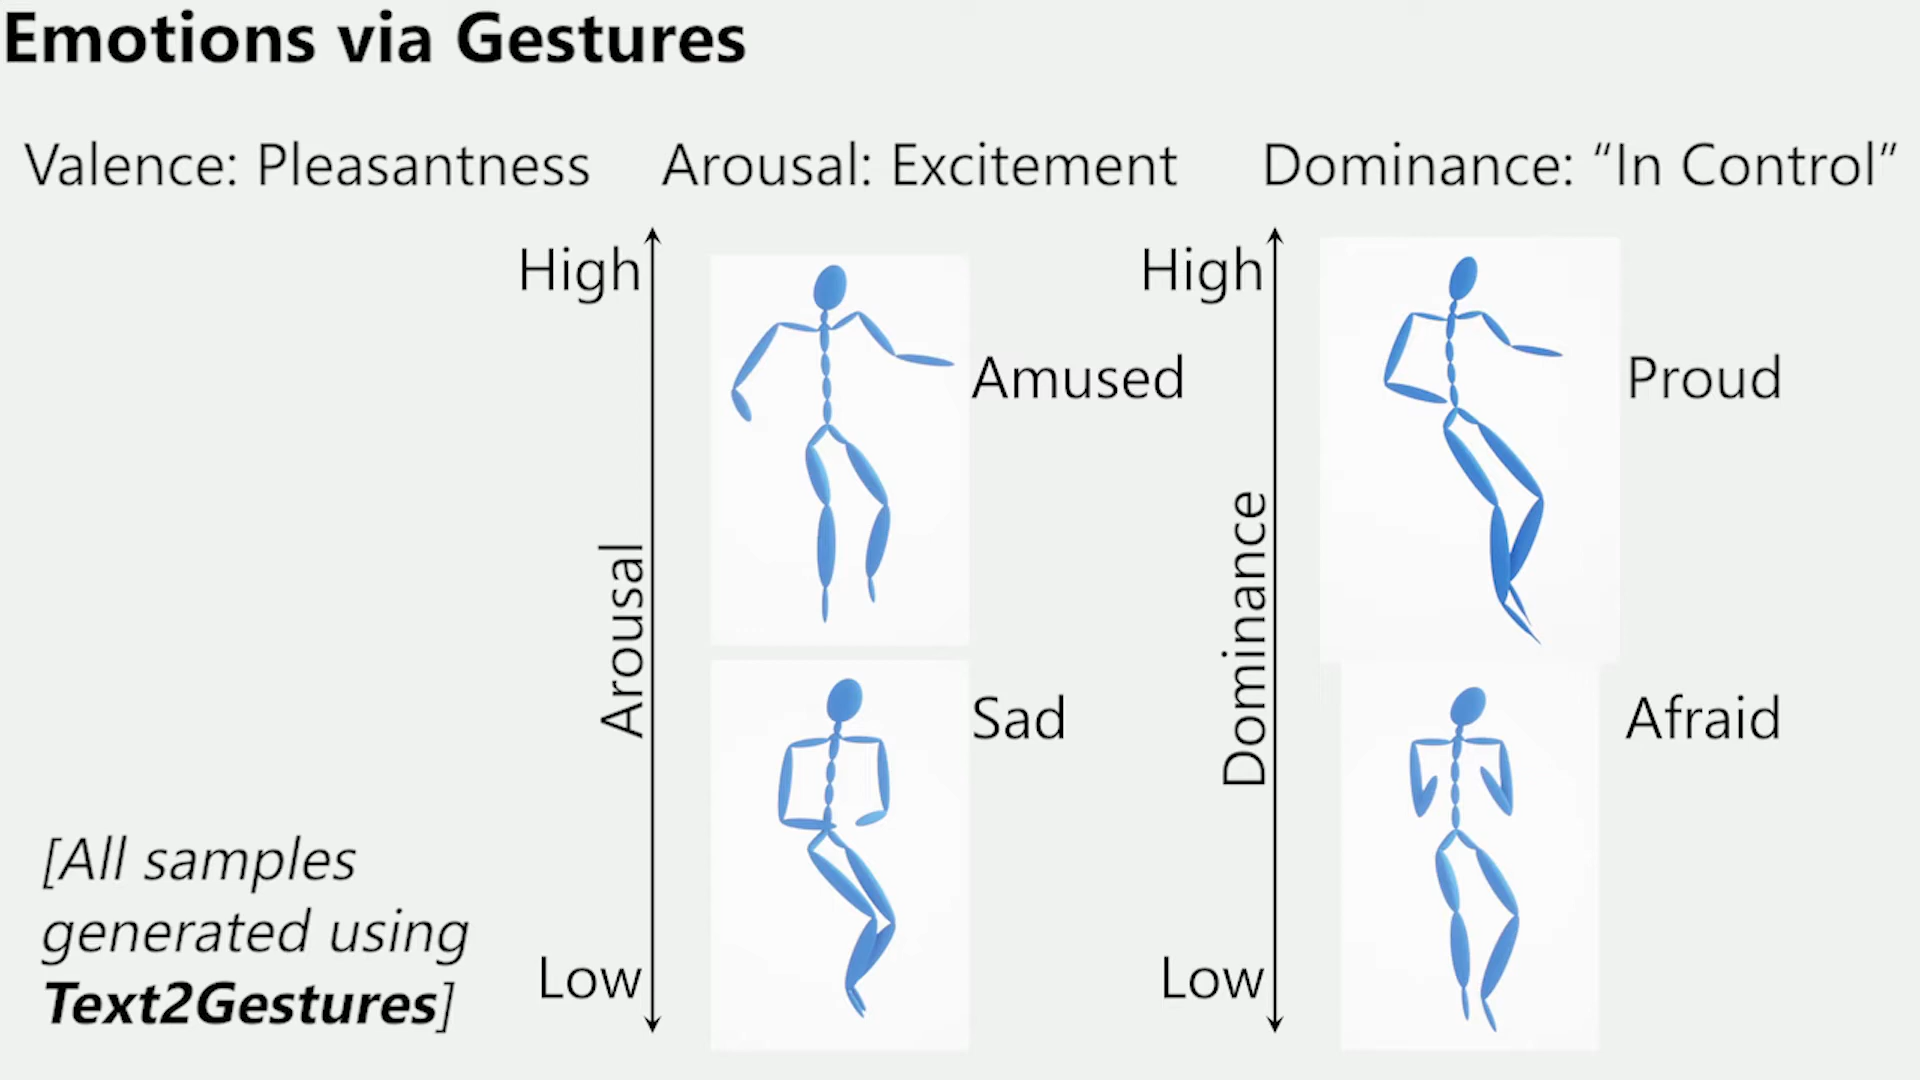 Emotions via Gestures
Valence: Pleasantness
Arousal: Excitement
Dominance: “In Control”
High
Arousal
Low
Amused
Sad
High
Dominance
Low
Proud
Afraid
[All samples
generated using
Text2Gestures]